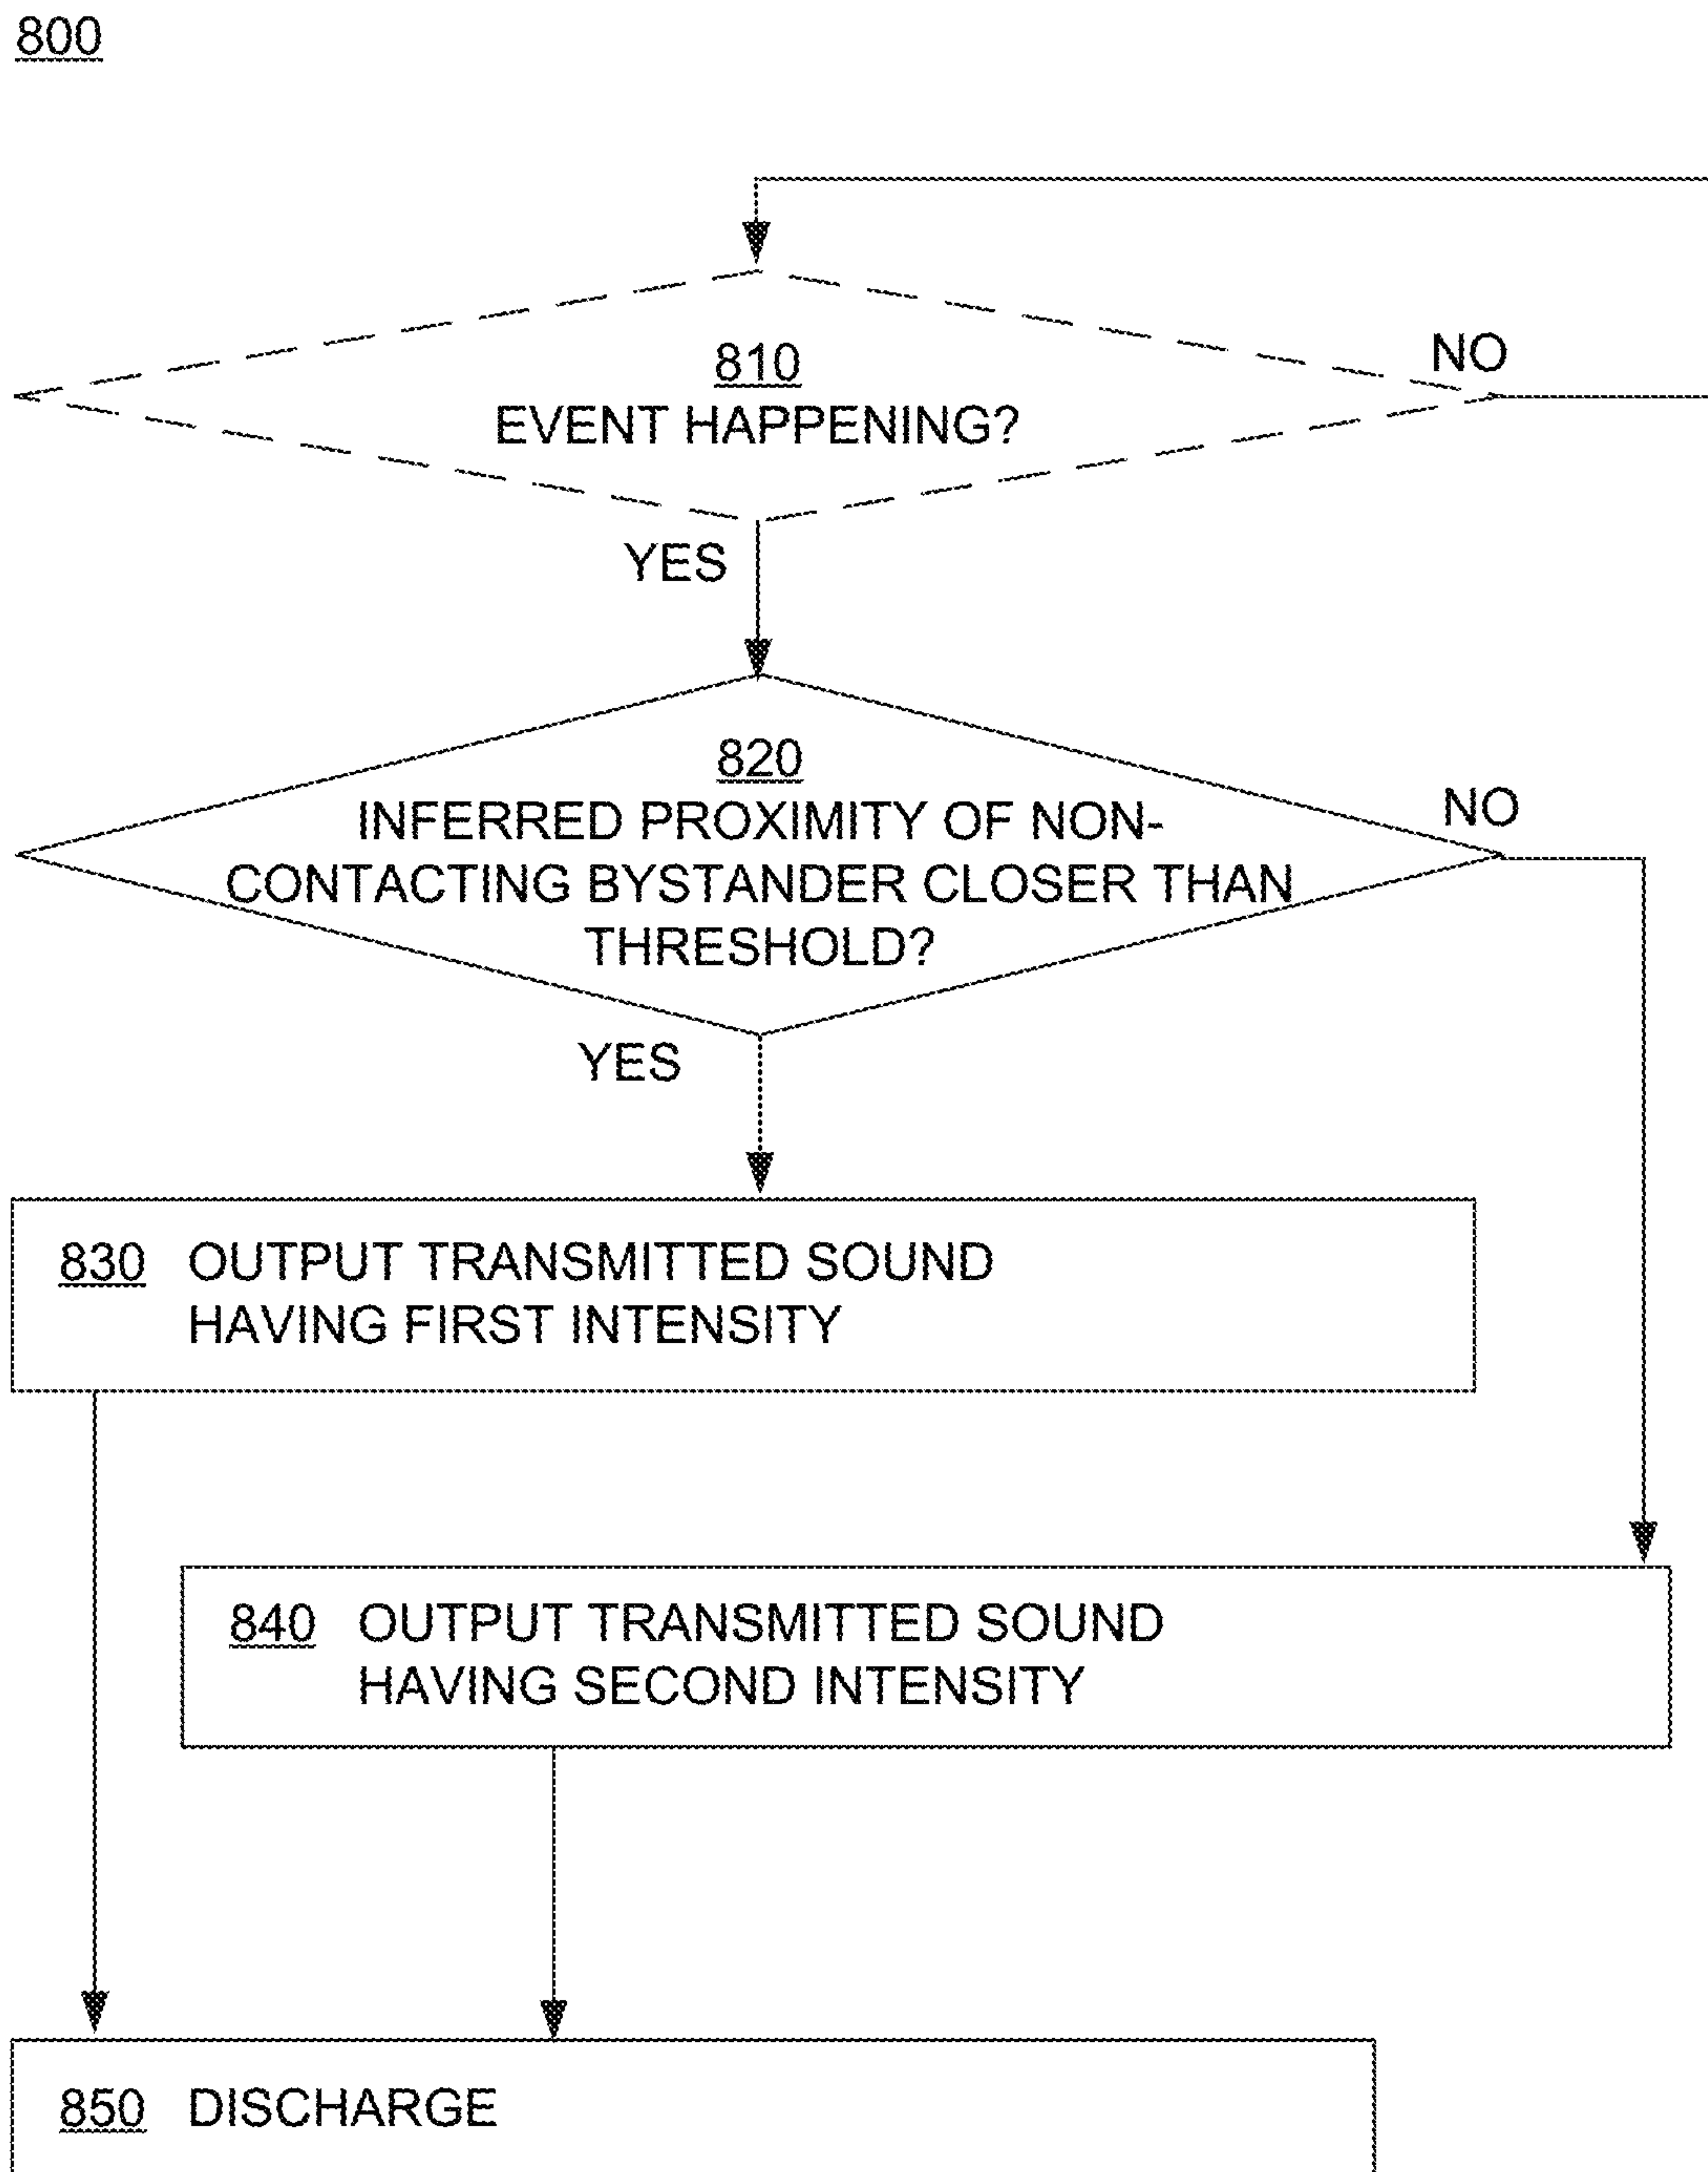 800
810
NO
EVENT HAPPENING?
YES
820
NO
INFERRED PROXIMITY OF NON-
CONTACTING BYSTANDER CLOSER THAN
THRESHOLD?
YES
830 OUTPUT TRANSMITTED SOUND
HAVING FIRST INTENSITY
840 OUTPUT TRANSMITTED SOUND
HAVING SECOND INTENSITY
850 DISCHARGE